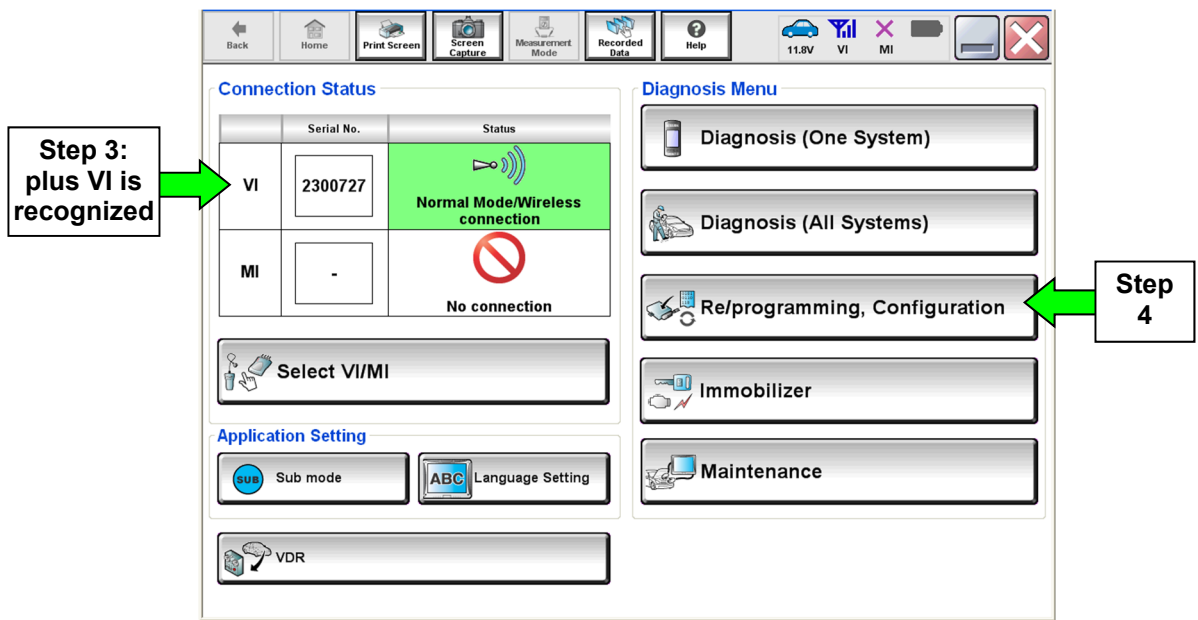 Back
Home
Print Screen
Screen
Capture
Measurement
Mode
Recorded
Data
Help
11.8V
VI
MI
Connection Status
Serial No.
Status
VI
2300727
Normal Mode/Wireless
connection
MI
-
No connection
Select VI/MI
Application Setting
SUB
Sub mode
ABC
Language Setting
VDR
Diagnosis Menu
Diagnosis (One System)
Diagnosis (All Systems)
Re/programming, Configuration
Immobilizer
Maintenance
Step 3:
plus VI is
recognized
Step
4